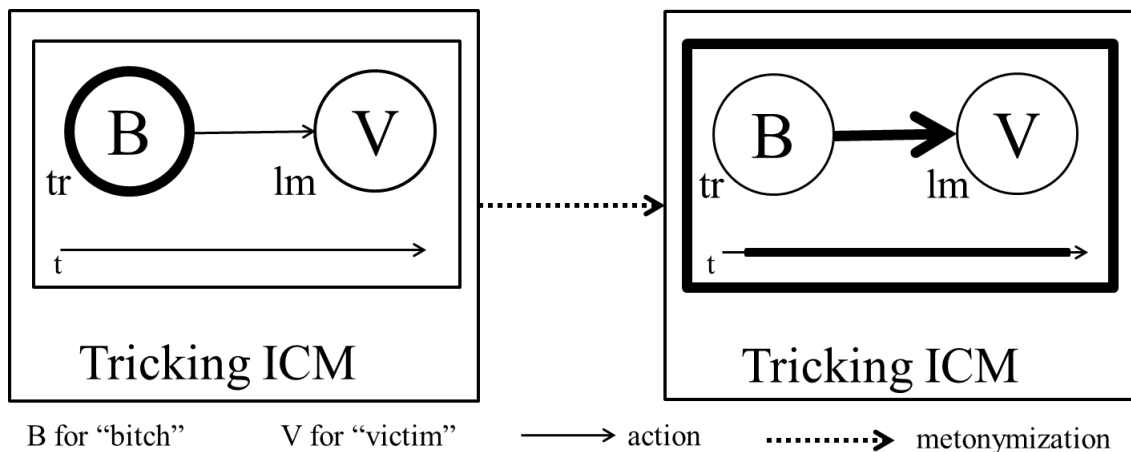 B V B V
tr lm tr lm
t t
Tricking ICM Tricking ICM
B for “bitch” V for “victim” action metonymization